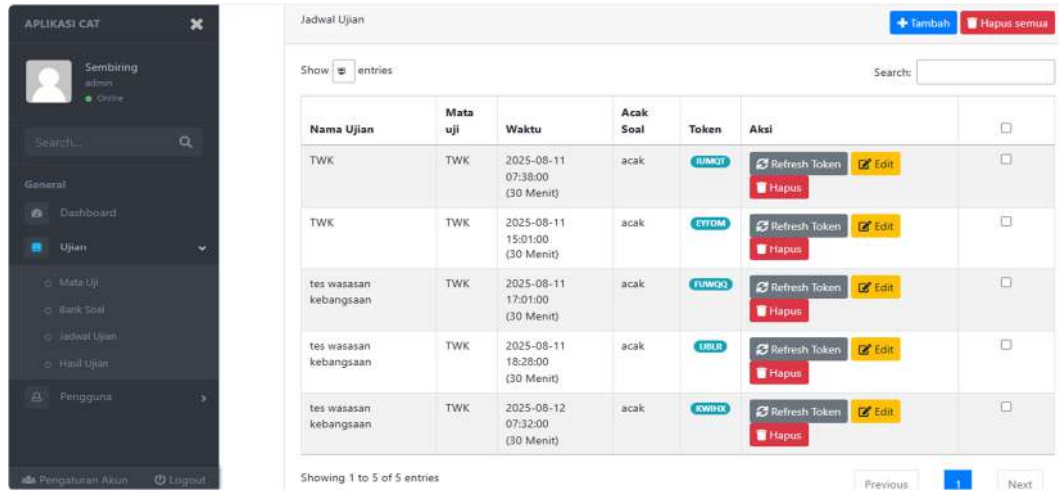 APLIKASI CAT
Sembiring
admin
Online
Search...
General
Dashboard
Ujian
Mata Uji
Bank Soal
Jadwal Ujian
Hasil Ujian
Pengguna
Pengaturan Akun Logout
Jadwal Ujian
Tambah Hapus semua
Show entries
Search:
Nama Ujian Mata uji Waktu Acak Soal Token Aksi
TWK TWK 2025-08-11 07:38:00 (30 Menit) acak IUMQT Refresh Token Edit Hapus
TWK TWK 2025-08-11 15:01:00 (30 Menit) acak EYFDM Refresh Token Edit Hapus
tes wasasan kebangsaan TWK 2025-08-11 17:01:00 (30 Menit) acak FUWQQ Refresh Token Edit Hapus
tes wasasan kebangsaan TWK 2025-08-11 18:28:00 (30 Menit) acak Refresh Token Edit Hapus
tes wasasan kebangsaan TWK 2025-08-12 07:32:00 (30 Menit) acak KWIHX Refresh Token Edit Hapus
Showing 1 to 5 of 5 entries
Previous 1 Next